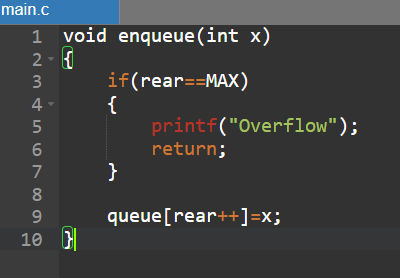 main.c
1 void enqueue(int x)
2 {
3     if(rear==MAX)
4     {
5         printf("Overflow");
6         return;
7     }
8
9     queue[rear++]=x;
10 }